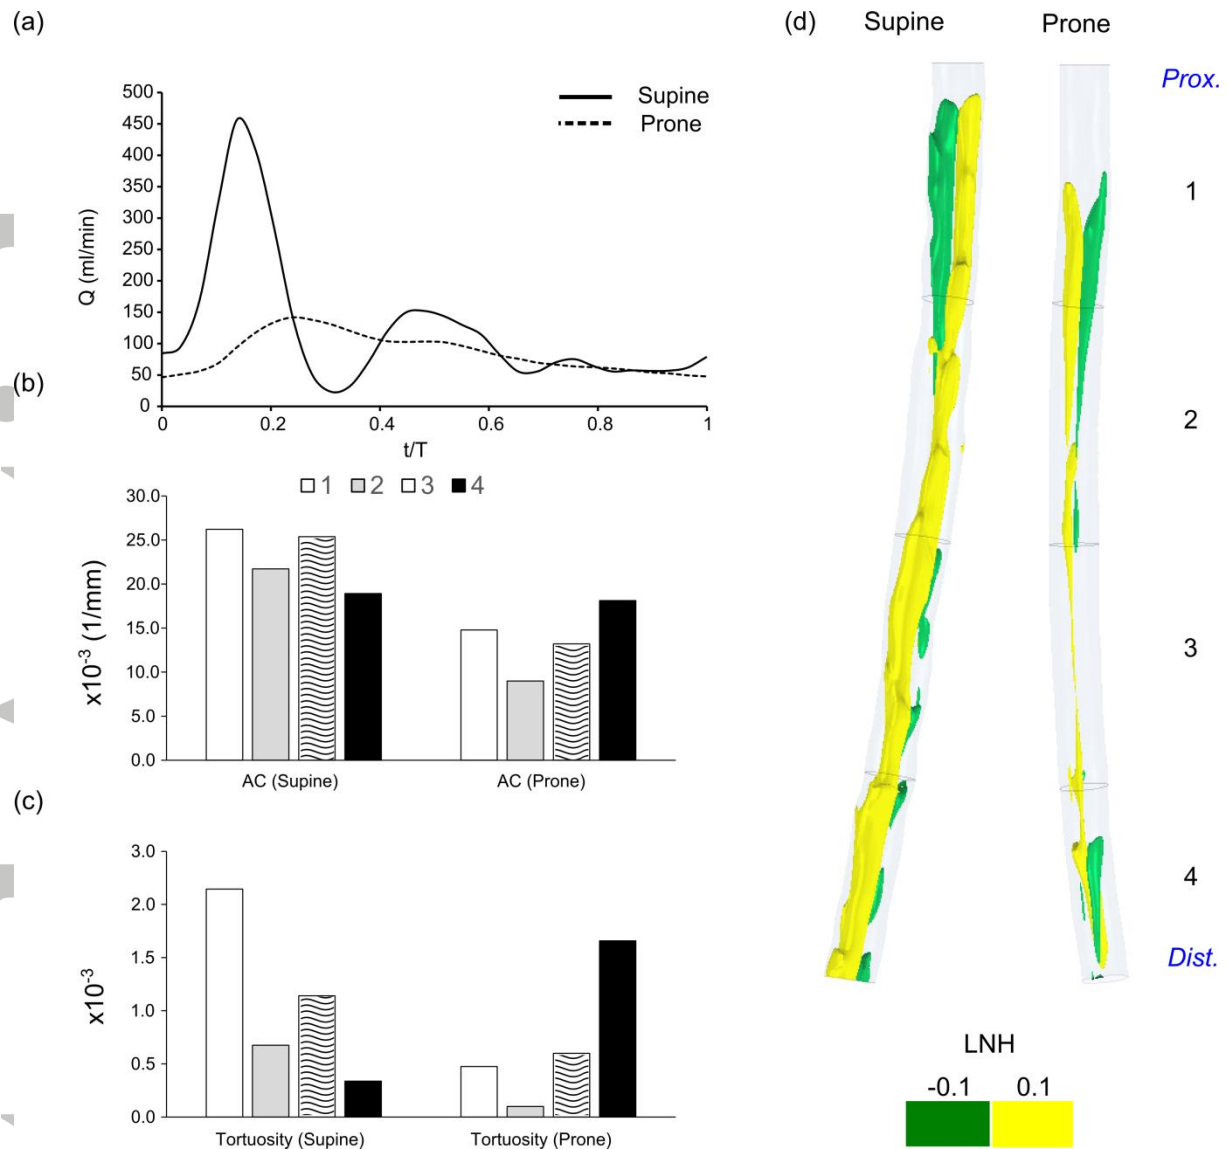 (a)
500
450
400
350
300
250
200
150
100
50
0
Q (ml/min)
0
0.2
0.4
0.6
0.8
1
t/T
Supine
Prone
(b)
1 2 3 4
30.0
25.0
20.0
15.0
10.0
5.0
0.0
x10⁻³ (1/mm)
AC (Supine)
AC (Prone)
(c)
3.0
2.0
1.5
1.0
0.5
0.0
x10⁻³
Tortuosity (Supine)
Tortuosity (Prone)
(d)
Supine
Prone
Prox.
1
2
3
4
Dist.
LNH
-0.1 0.1